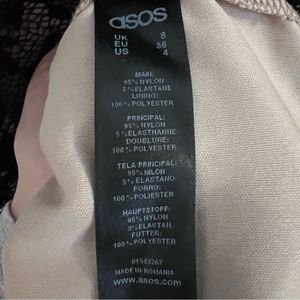 asos
UK 8
EU 36
US 4
MAIN:
95% NYLON
5% ELASTANE
LINING:
100% POLYESTER
PRINCIPAL:
95% NYLON
5% ELASTHANNE
DOUBLURE:
100% POLYESTER
TELA PRINCIPAL:
95% NILON
5% ELASTANO
FORRO:
100% POLIESTER
HAUPTSTOFF:
95% NYLON
5% ELASTAN
FUTTER:
100% POLYESTER
01543267
MADE IN ROMANIA
www.asos.com